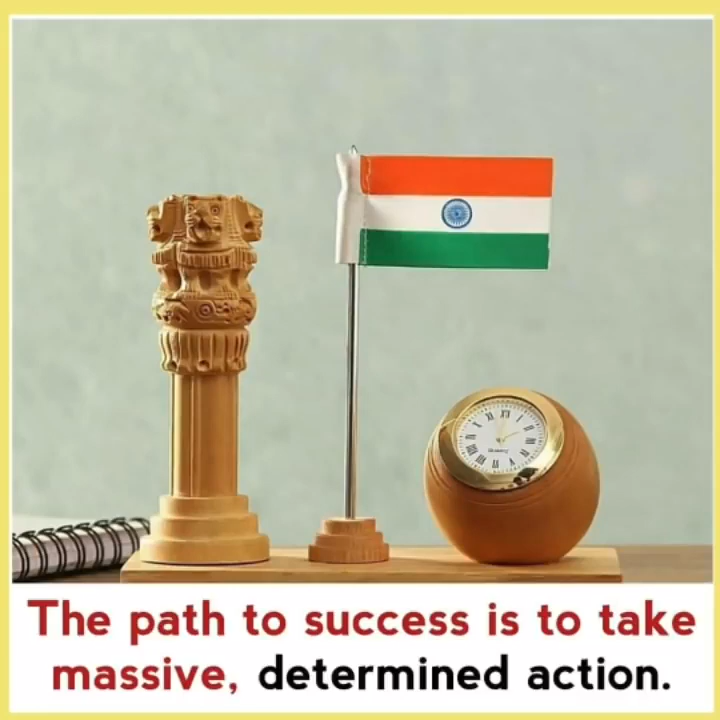 The path to success is to take
massive, determined action.